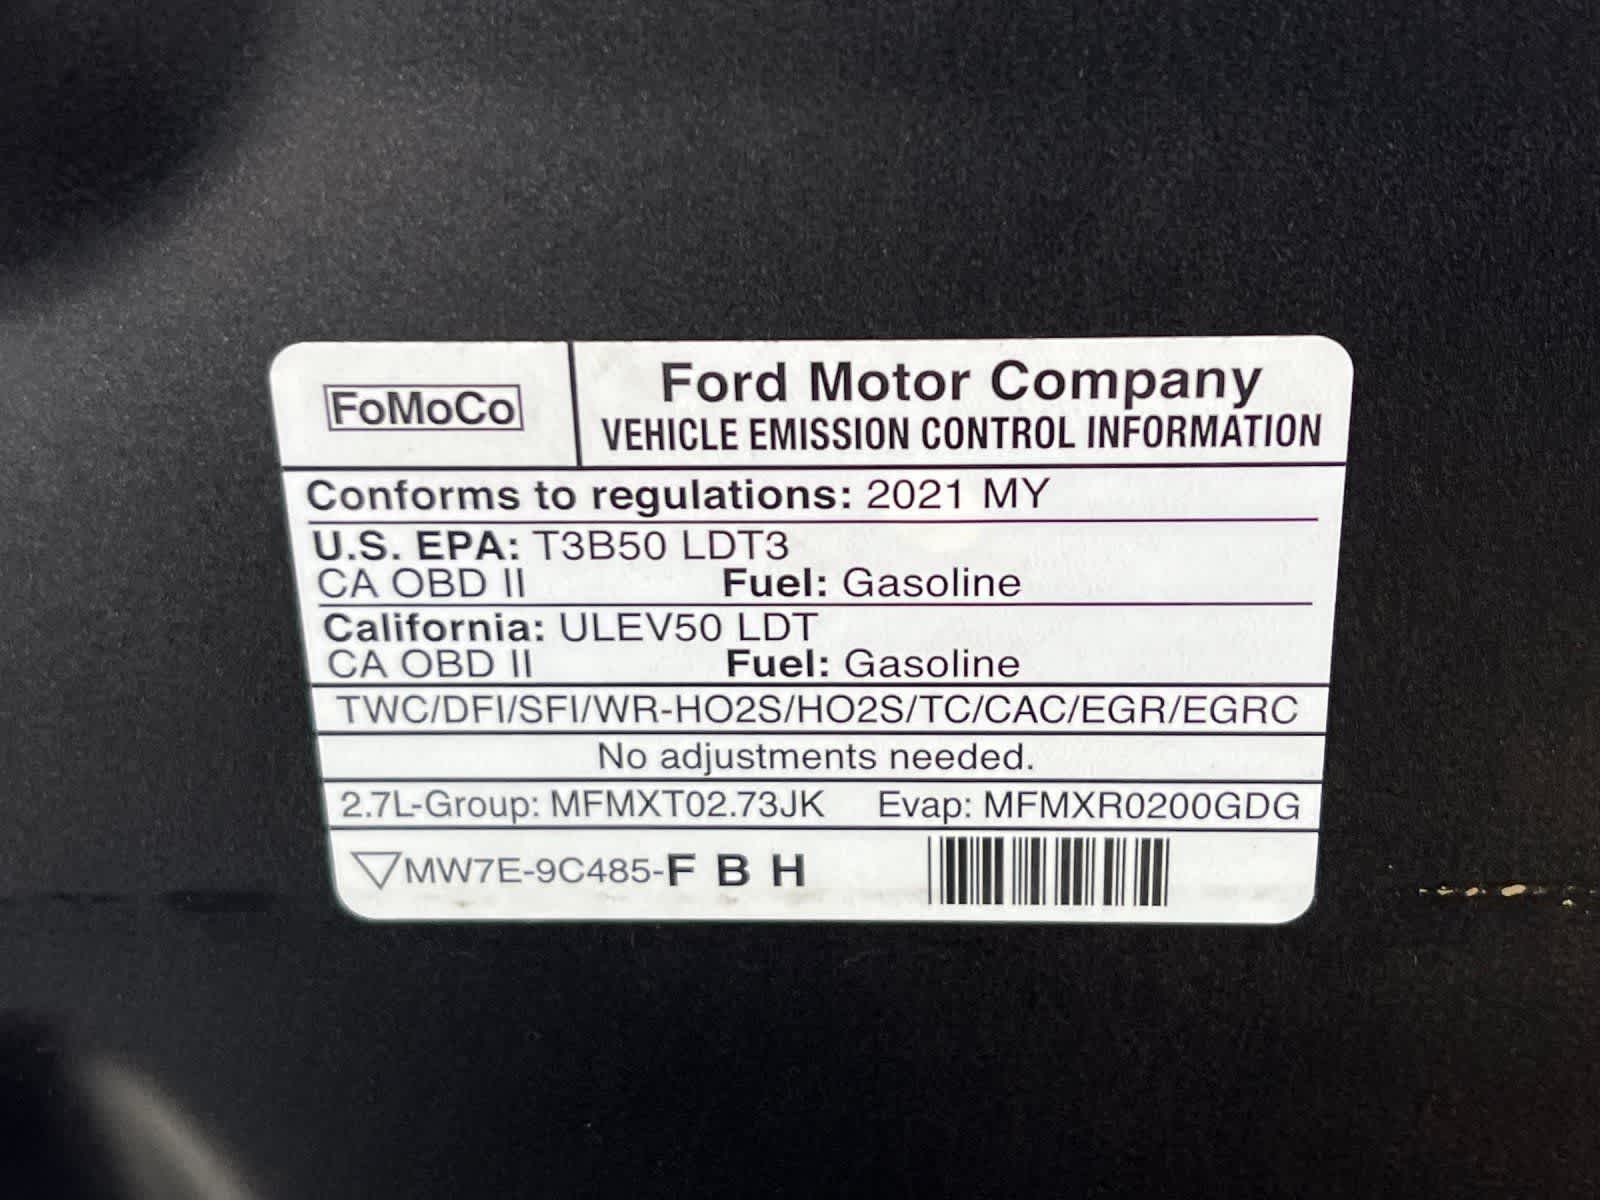 FoMoCo
Ford Motor Company
VEHICLE EMISSION CONTROL INFORMATION
Conforms to regulations: 2021 MY
U.S. EPA: T3B50 LDT3
CA OBD II Fuel: Gasoline
California: ULEV50 LDT
CA OBD II Fuel: Gasoline
TWC/DFI/SFI/WR-HO2S/HO2S/TC/CAC/EGR/EGRC
No adjustments needed.
2.7L-Group: MFMXT02.73JK Evap: MFMXR0200GDG
MW7E-9C485-F B H